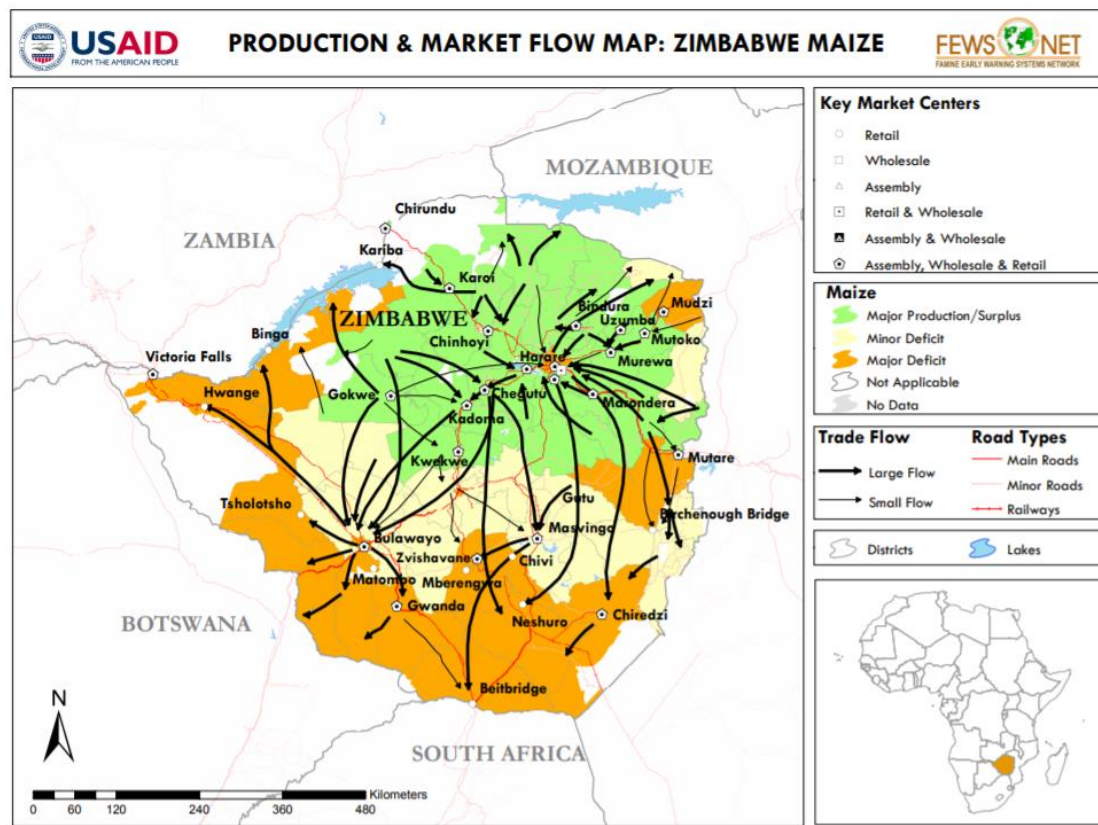 USAID
FROM THE AMERICAN PEOPLE
PRODUCTION & MARKET FLOW MAP: ZIMBABWE MAIZE
FEWS NET
FAMINE EARLY WARNING SYSTEMS NETWORK
MOZAMBIQUE
Chirundu
ZAMBIA
Kariba
Karoi
ZIMBABWE
Bindura
Mudzi
Uzumba
Binga
Chinhoyi
Mutoko
Victoria Falls
Harare
Murewa
Hwange
Gokwe
Chegutu
Marondera
Kadoma
Kwekwe
Mutare
Tsholotsho
Gutu
Birchenough Bridge
Bulawayo
Masvingo
Zvishavane
Chivi
Matombo
Mberengwa
Gwanda
Neshuro
Chiredzi
BOTSWANA
Beitbridge
N
SOUTH AFRICA
Kilometers
0 30 60 120 240 360 480
Key Market Centers
Retail
Wholesale
Assembly
Retail & Wholesale
Assembly & Wholesale
Assembly, Wholesale & Retail
Maize
Major Production/Surplus
Minor Deficit
Major Deficit
Not Applicable
No Data
Trade Flow
Large Flow
Small Flow
Road Types
Main Roads
Minor Roads
Railways
Districts
Lakes